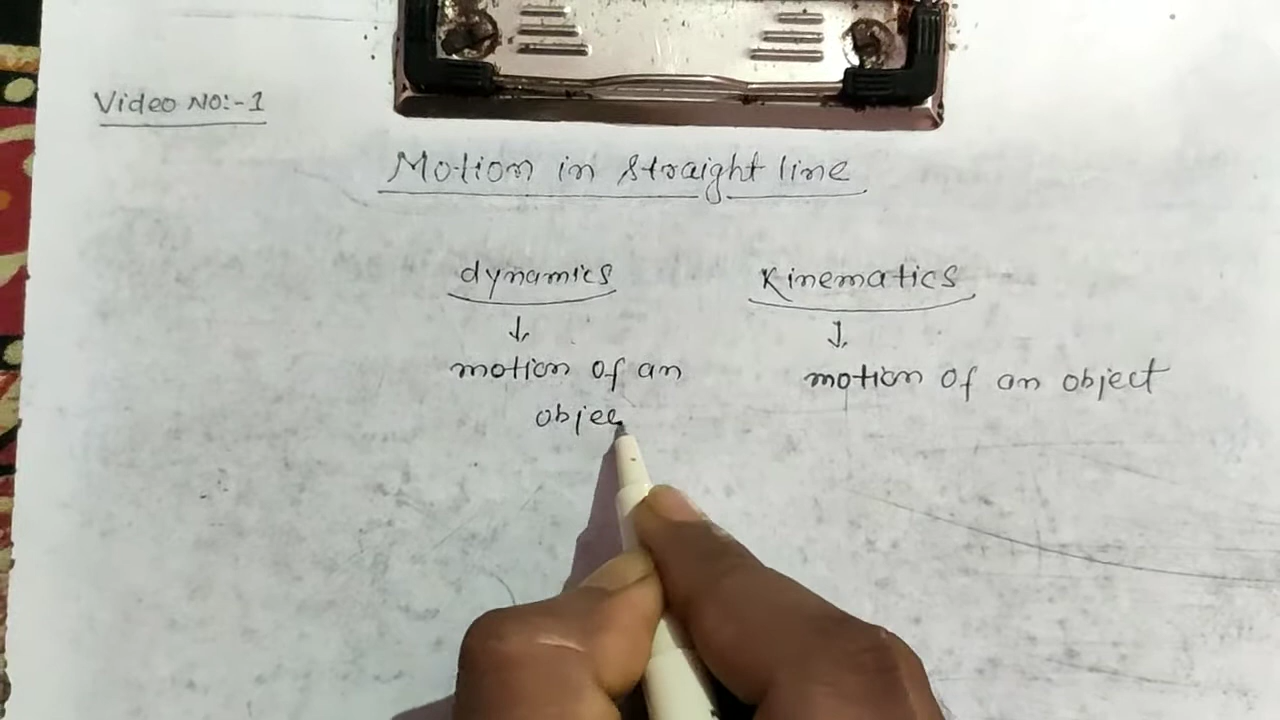 Video No:-1
Motion in straight line
dynamics
Kinematics
motion of an
motion of an object
objec